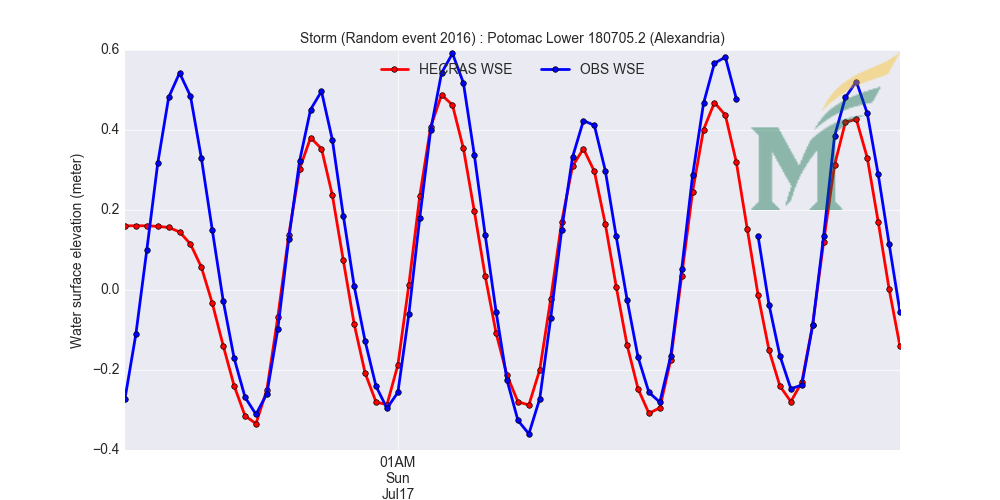 Storm (Random event 2016) : Potomac Lower 180705.2 (Alexandria)
HECRAS WSE
OBS WSE
Water surface elevation (meter)
0.6
0.4
0.2
0.0
−0.2
−0.4
01AM
Sun
Jul17
M